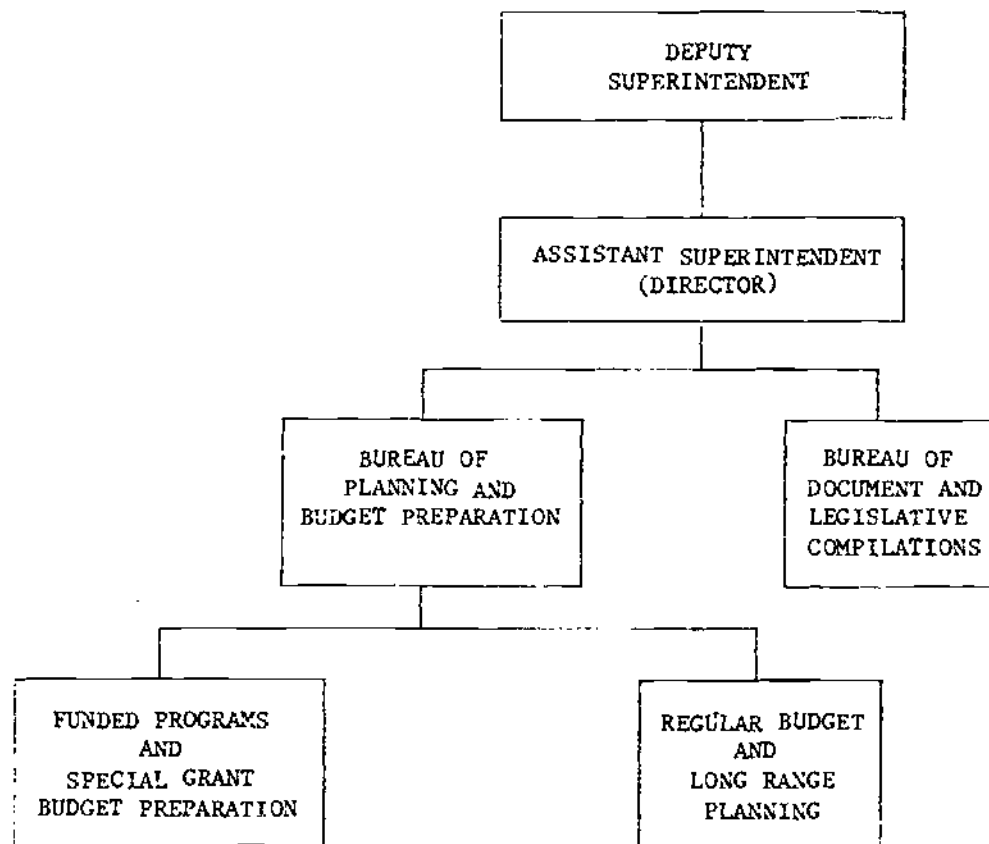 DEPUTY
SUPERINTENDENT
ASSISTANT SUPERINTENDENT
(DIRECTOR)
BUREAU OF
PLANNING AND
BUDGET PREPARATION
BUREAU OF
DOCUMENT AND
LEGISLATIVE
COMPILATIONS
FUNDED PROGRAMS
AND
SPECIAL GRANT
BUDGET PREPARATION
REGULAR BUDGET
AND
LONG RANGE
PLANNING